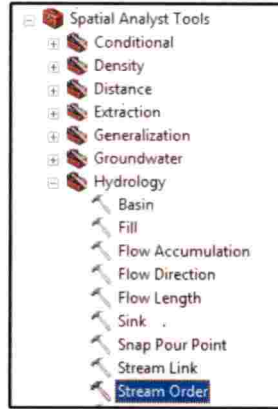 Spatial Analyst Tools
Conditional
Density
Distance
Extraction
Generalization
Groundwater
Hydrology
Basin
Fill
Flow Accumulation
Flow Direction
Flow Length
Sink
Snap Pour Point
Stream Link
Stream Order